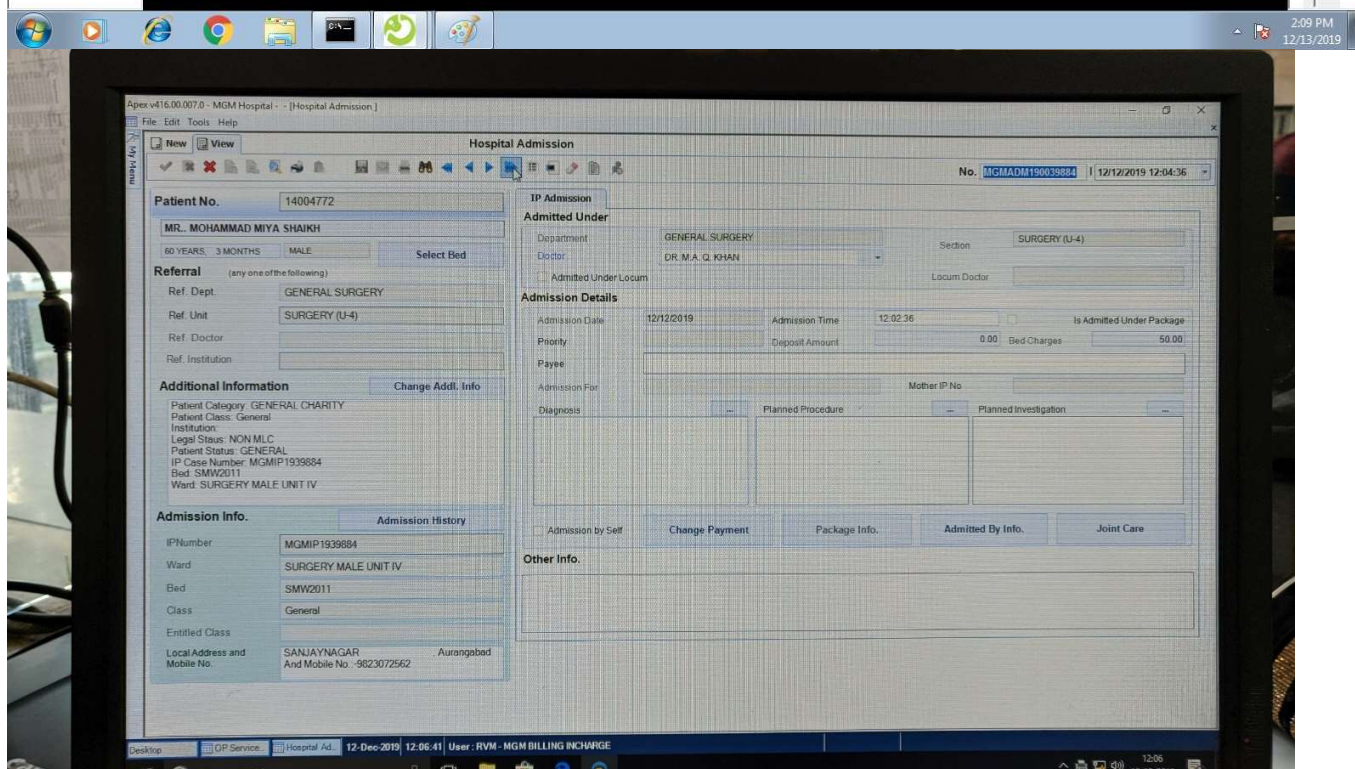 2:09 PM
12/13/2019
Apex v416.00.007.0 - MGM Hospital - - [Hospital Admission ]
File Edit Tools Help
My Menu
New View Hospital Admission
No. MGMADM190039884 12/12/2019 12:04:36
Patient No. 14004772
MR.. MOHAMMAD MIYA SHAIKH
60 YEARS, 3 MONTHS MALE Select Bed
Referral (any one of the following)
Ref. Dept. GENERAL SURGERY
Ref. Unit SURGERY (U-4)
Ref. Doctor
Ref. Institution
Additional Information Change Addl. Info
Patient Category: GENERAL CHARITY
Patient Class: General
Institution:
Legal Staus: NON MLC
Patient Status: GENERAL
IP Case Number: MGMIP1939884
Bed: SMW2011
Ward: SURGERY MALE UNIT IV
Admission Info. Admission History
IPNumber MGMIP1939884
Ward SURGERY MALE UNIT IV
Bed SMW2011
Class General
Entitled Class
Local Address and SANJAYNAGAR , Aurangabad
Mobile No. And Mobile No. -9823072562
IP Admission
Admitted Under
Department GENERAL SURGERY Section SURGERY (U-4)
Doctor DR. M.A. Q. KHAN
Admitted Under Locum Locum Doctor
Admission Details
Admission Date 12/12/2019 Admission Time 12:02:36 Is Admitted Under Package
Priority Deposit Amount 0.00 Bed Charges 50.00
Payee
Admission For Mother IP No
Diagnosis ... Planned Procedure ... Planned Investigation ...
Admission by Self Change Payment Package Info. Admitted By Info. Joint Care
Other Info.
Desktop OP Service... Hospital Ad... 12-Dec-2019 12:06:41 User : RVM - MGM BILLING INCHARGE
12:06